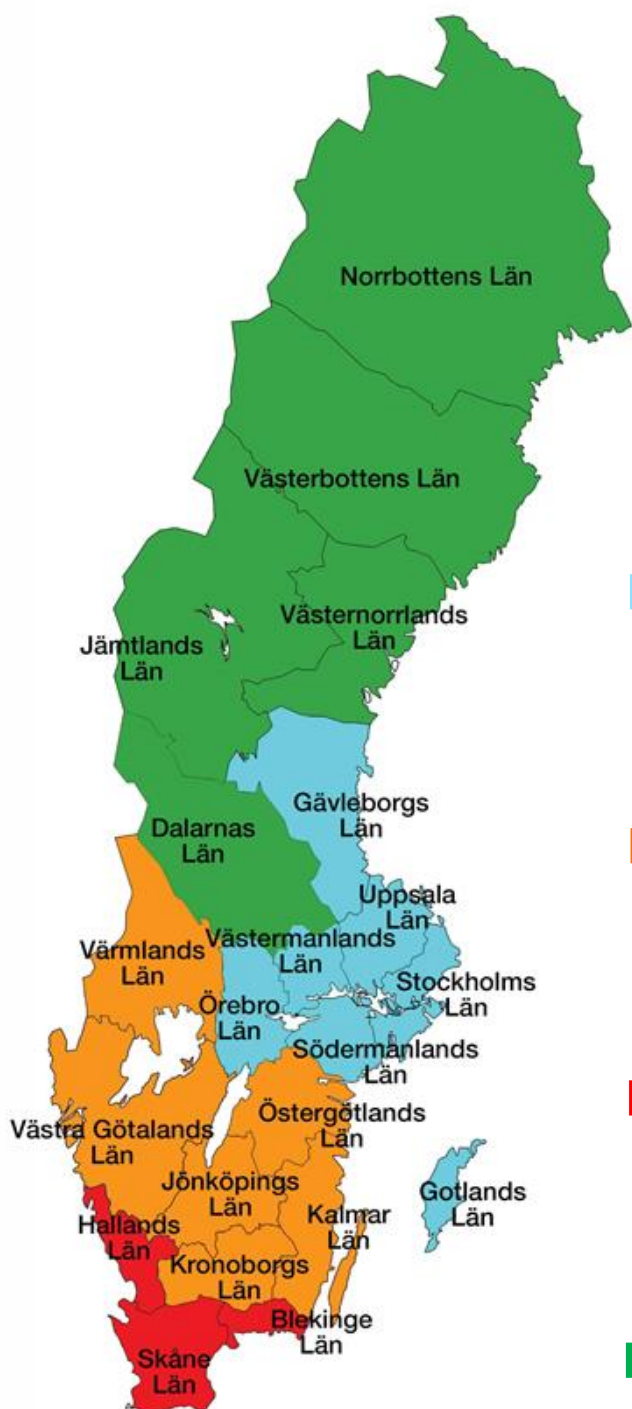 Norrbottens Län
Västerbottens Län
Västernorrlands
Län
Jämtlands
Län
Gävleborgs
Län
Dalarnas
Län
Uppsala
Län
Västermanlands
Län
Värmlands
Län
Stockholms
Län
Örebro
Län
Södermanlands
Län
Östergötlands
Län
Västra Götalands
Län
Jönköpings
Län
Gotlands
Län
Kalmar
Län
Hallands
Län
Kronoborgs
Län
Blekinge
Län
Skåne
Län